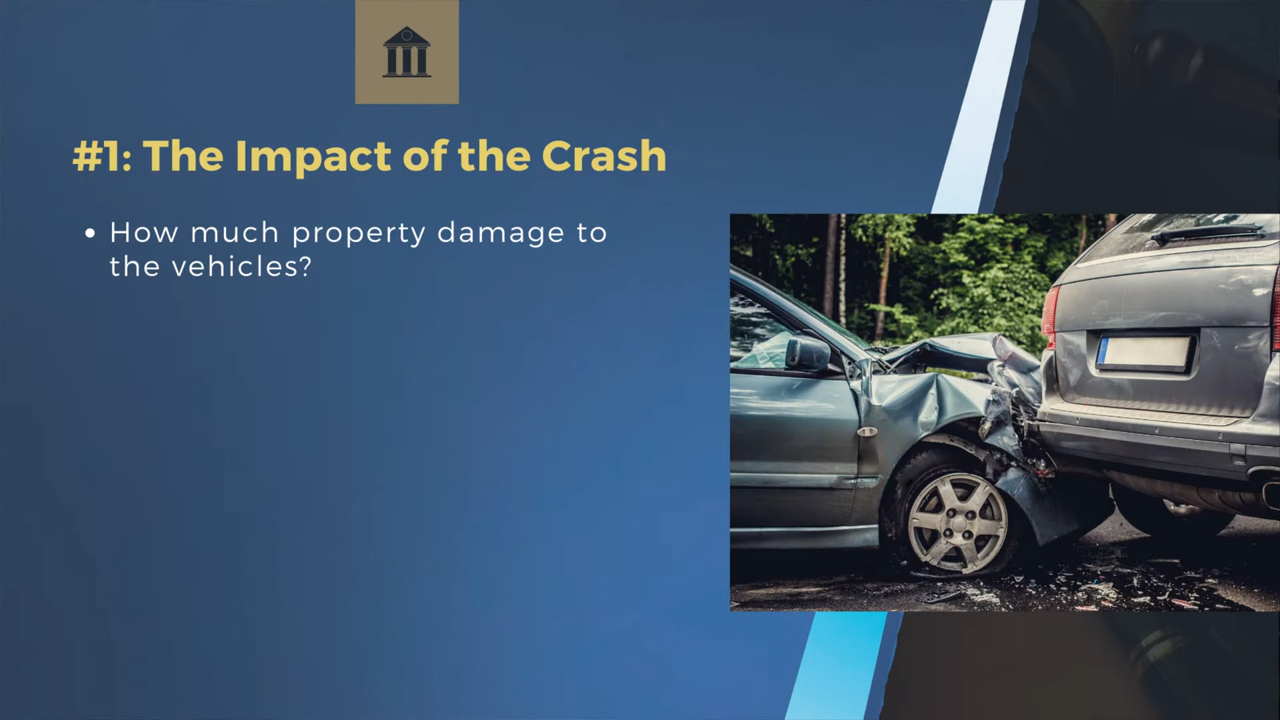 #1: The Impact of the Crash
• How much property damage to
the vehicles?